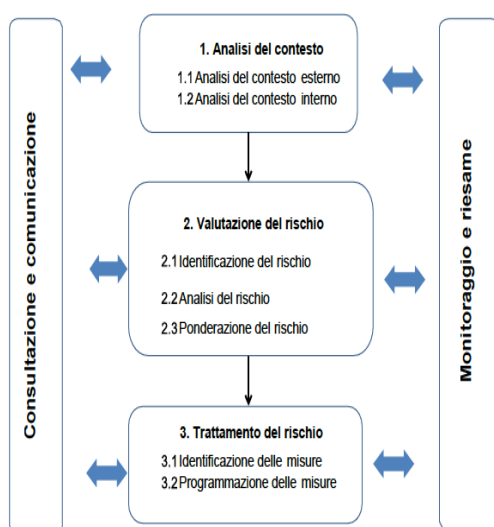 Consultazione e comunicazione
1. Analisi del contesto
1.1 Analisi del contesto esterno
1.2 Analisi del contesto interno
2. Valutazione del rischio
2.1 Identificazione del rischio
2.2 Analisi del rischio
2.3 Ponderazione del rischio
3. Trattamento del rischio
3.1 Identificazione delle misure
3.2 Programmazione delle misure
Monitoraggio e riesame